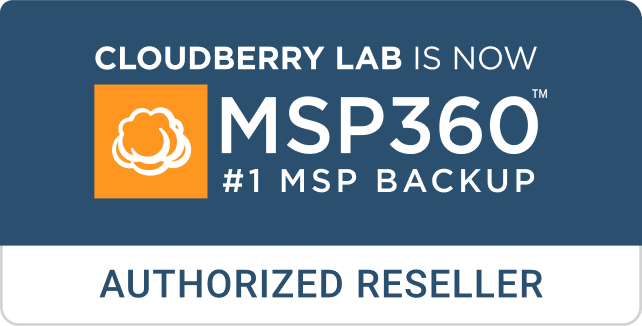 CLOUDBERRY LAB IS NOW
MSP360™
#1 MSP BACKUP
AUTHORIZED RESELLER